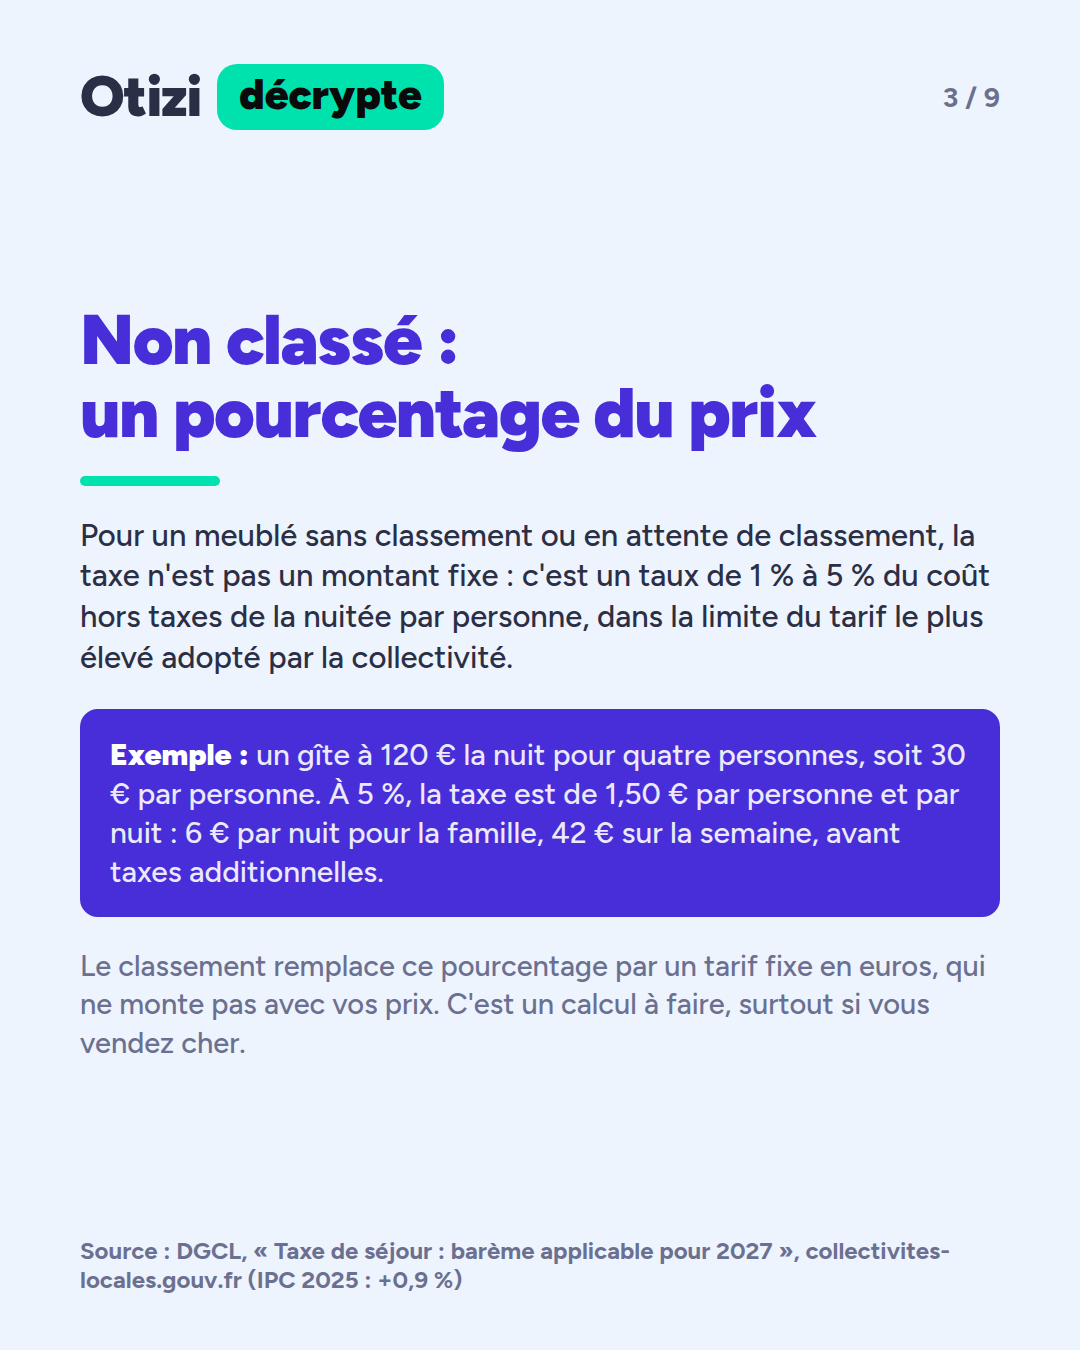 Otizi décrypte
3 / 9
Non classé :
un pourcentage du prix
Pour un meublé sans classement ou en attente de classement, la
taxe n'est pas un montant fixe : c'est un taux de 1 % à 5 % du coût
hors taxes de la nuitée par personne, dans la limite du tarif le plus
élevé adopté par la collectivité.
Exemple : un gîte à 120 € la nuit pour quatre personnes, soit 30
€ par personne. À 5 %, la taxe est de 1,50 € par personne et par
nuit : 6 € par nuit pour la famille, 42 € sur la semaine, avant
taxes additionnelles.
Le classement remplace ce pourcentage par un tarif fixe en euros, qui
ne monte pas avec vos prix. C'est un calcul à faire, surtout si vous
vendez cher.
Source : DGCL, « Taxe de séjour : barème applicable pour 2027 », collectivites-
locales.gouv.fr (IPC 2025 : +0,9 %)